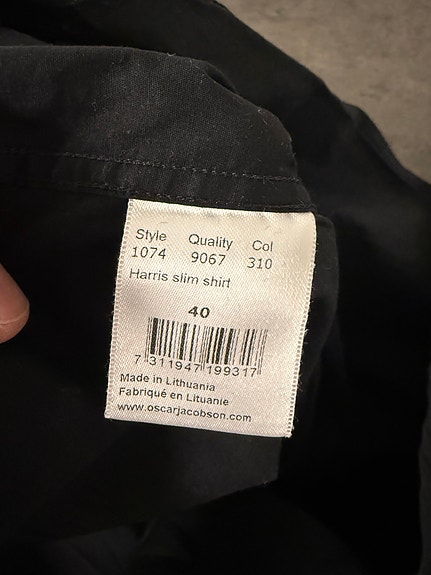 Style Quality Col
1074 9067 310
Harris slim shirt
40
7 311947 199317
Made in Lithuania
Fabriqué en Lituanie
www.oscarjacobson.com